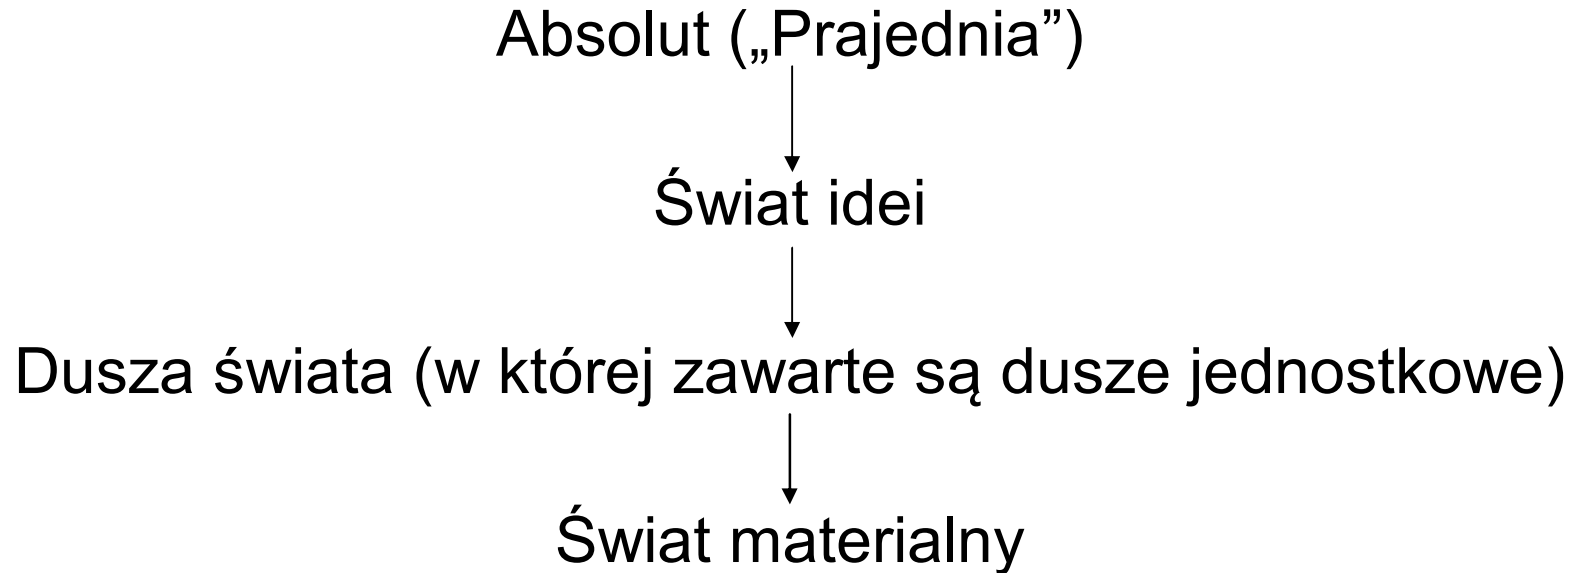 Absolut („Prajednia”)
Świat idei
Dusza świata (w której zawarte są dusze jednostkowe)
Świat materialny